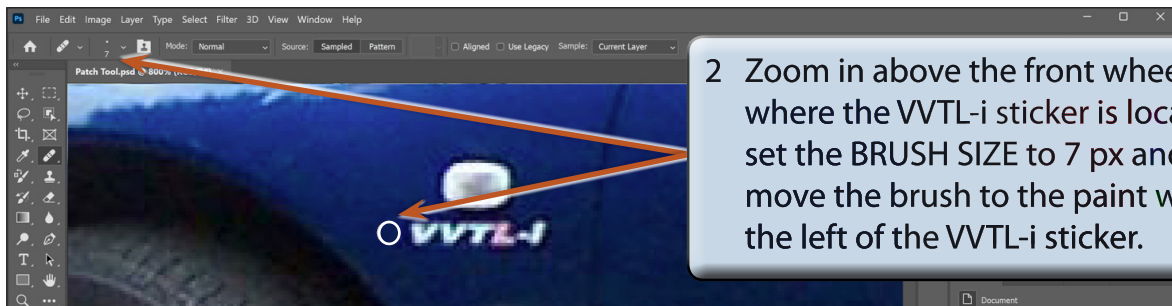 Ps File Edit Image Layer Type Select Filter 3D View Window Help
7 Mode: Normal Source: Sampled Pattern Aligned Use Legacy Sample: Current Layer
Patch Tool.psd @ 800%
2 Zoom in above the front
where the VVTL-i sticker is
set the BRUSH SIZE to 7 px
move the brush to the paint
the left of the VVTL-i sticker.
VVTL-i
Document